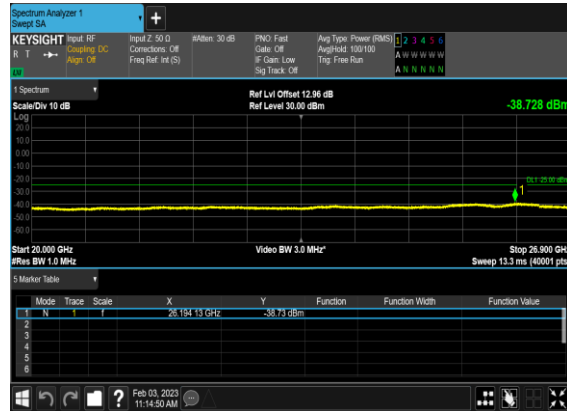 Spectrum Analyzer 1
Swept SA
+
KEYSIGHT Input: RF Input Z: 50 Ω #Atten: 30 dB PNO: Fast Avg Type: Power (RMS) 1 2 3 4 5 6
R T Coupling: DC Corrections: Off Gate: Off Avg|Hold: 100/100 A W W W W W
Align: Off Freq Ref: Int (S) IF Gain: Low Trig: Free Run
Sig Track: Off A N N N N N
1 Spectrum Ref Lvl Offset 12.96 dB
Scale/Div 10 dB Ref Level 30.00 dBm -38.728 dBm
Log
20.0
10.0
0.00
-10.0
-20.0
DL1 -25.00 dBm
-30.0
1
-40.0
-50.0
-60.0
Start 20.000 GHz Video BW 3.0 MHz* Stop 26.900 GHz
#Res BW 1.0 MHz Sweep 13.3 ms (40001 pts)
5 Marker Table
Mode Trace Scale X Y Function Function Width Function Value
1 N 1 f 26.194 13 GHz -38.73 dBm
2
3
4
5
6
? Feb 03, 2023
11:14:50 AM